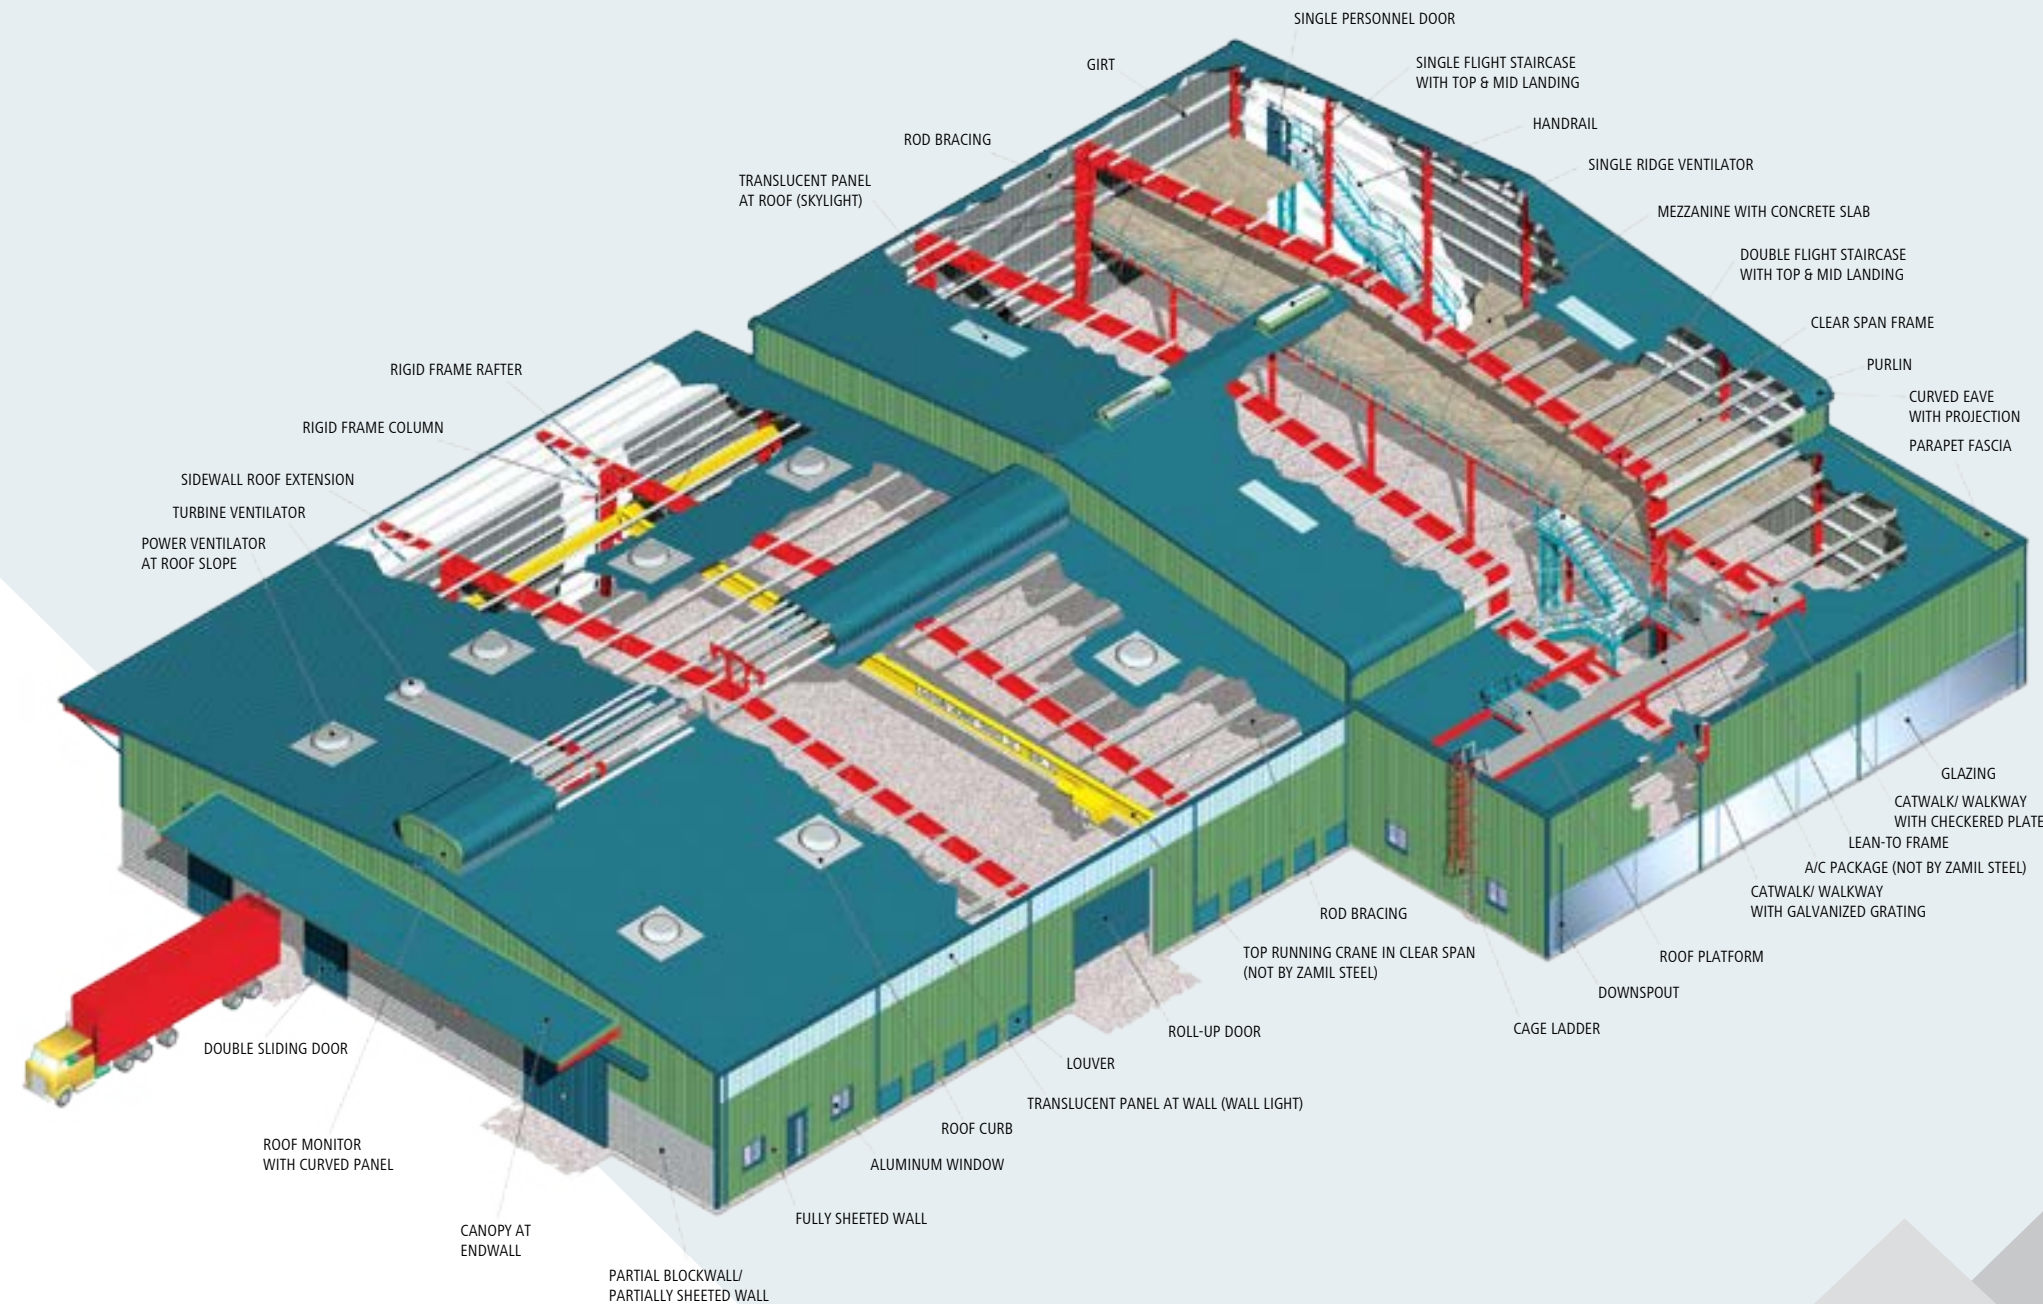 SINGLE PERSONNEL DOOR
GIRT
SINGLE FLIGHT STAIRCASE
WITH TOP & MID LANDING
HANDRAIL
ROD BRACING
SINGLE RIDGE VENTILATOR
TRANSLUCENT PANEL
AT ROOF (SKYLIGHT)
MEZZANINE WITH CONCRETE SLAB
DOUBLE FLIGHT STAIRCASE
WITH TOP & MID LANDING
CLEAR SPAN FRAME
PURLIN
RIGID FRAME RAFTER
CURVED EAVE
WITH PROJECTION
RIGID FRAME COLUMN
PARAPET FASCIA
SIDEWALL ROOF EXTENSION
TURBINE VENTILATOR
POWER VENTILATOR
AT ROOF SLOPE
GLAZING
CATWALK/ WALKWAY
WITH CHECKERED PLATE
LEAN-TO FRAME
A/C PACKAGE (NOT BY ZAMIL STEEL)
CATWALK/ WALKWAY
WITH GALVANIZED GRATING
ROD BRACING
TOP RUNNING CRANE IN CLEAR SPAN
(NOT BY ZAMIL STEEL)
ROOF PLATFORM
DOWNSPOUT
CAGE LADDER
ROLL-UP DOOR
DOUBLE SLIDING DOOR
LOUVER
TRANSLUCENT PANEL AT WALL (WALL LIGHT)
ROOF CURB
ROOF MONITOR
WITH CURVED PANEL
ALUMINUM WINDOW
FULLY SHEETED WALL
CANOPY AT
ENDWALL
PARTIAL BLOCKWALL/
PARTIALLY SHEETED WALL